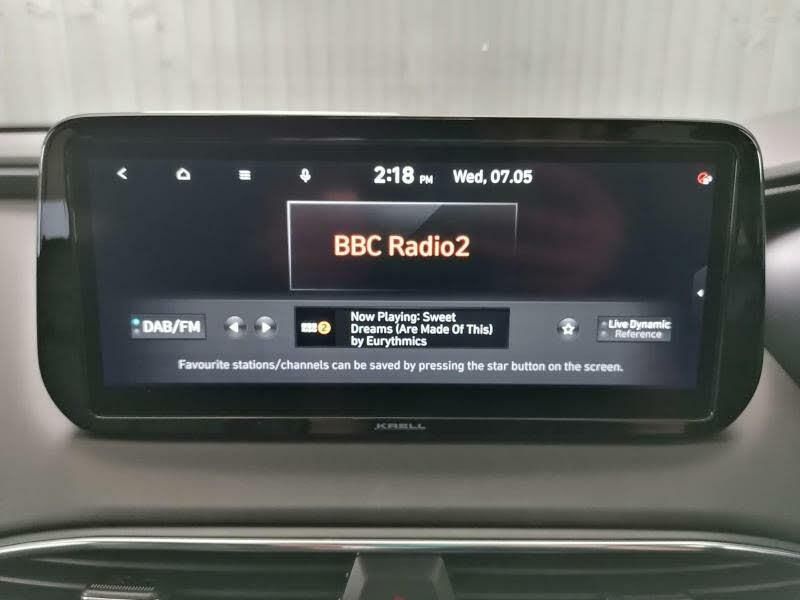 2:18 PM Wed, 07.05
BBC Radio2
DAB/FM
BBC 2
Now Playing: Sweet
Dreams (Are Made Of This)
by Eurythmics
Live Dynamic
Reference
Favourite stations/channels can be saved by pressing the star button on the screen.
KRELL